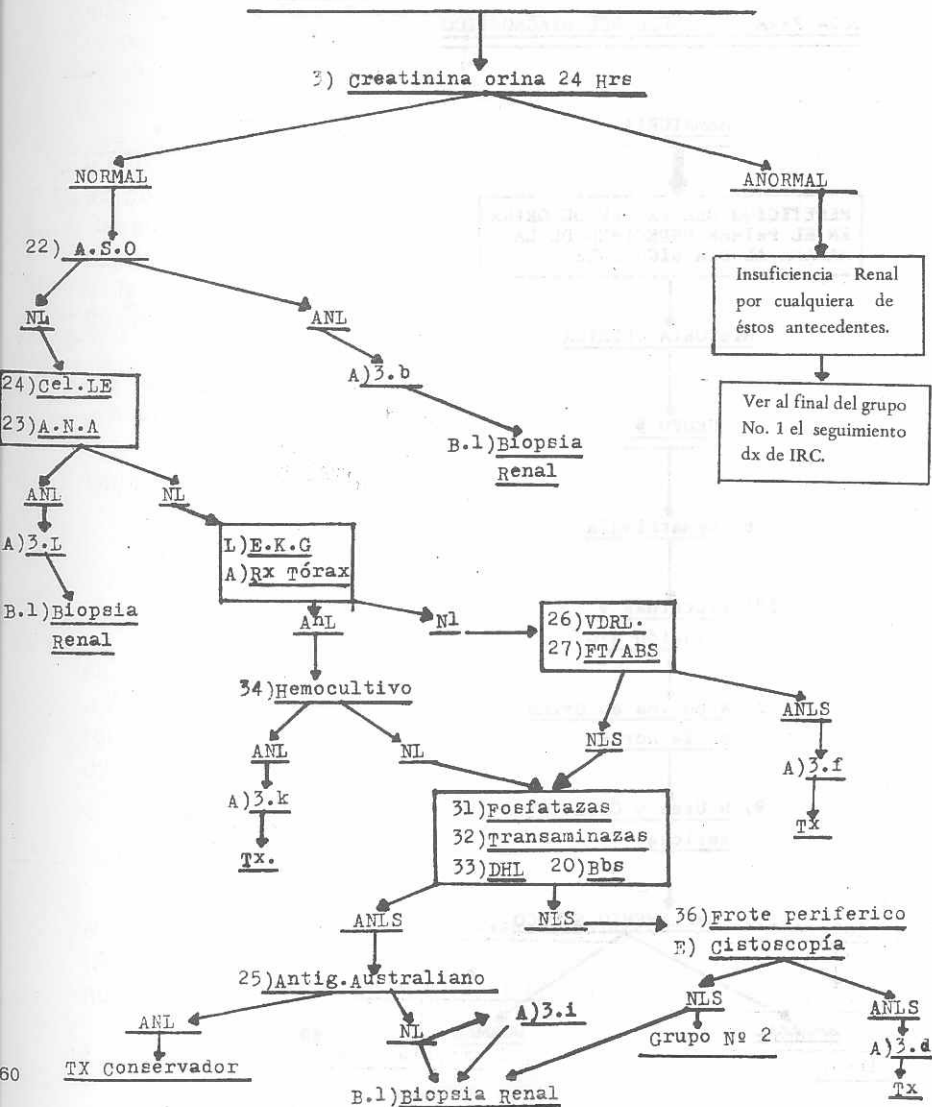 3) Creatinina orina 24 Hrs
NORMAL
ANORMAL
22) A.S.O
Insuficiencia Renal
por cualquiera de
éstos antecedentes.
NL
ANL
24)Cel.LE
23)A.N.A
A)3.b
Ver al final del grupo
No. 1 el seguimiento
dx de IRC.
B.1)Biopsia
Renal
ANL
NL
A)3.L
L)E.K.G
A)Rx Tórax
B.1)Biopsia
Renal
AnL
Nl
26)VDRL.
27)FT/ABS
34)Hemocultivo
ANLS
NLS
ANL
NL
A)3.f
A)3.k
31)Fosfatazas
32)Transaminazas
33)DHL 20)Bbs
TX
Tx.
ANLS
NLS
36)Frote periferico
E) Cistoscopía
25)Antig.Australiano
ANL
NL
A)3.i
NLS
ANLS
TX Conservador
Grupo Nº 2
A)3.d
60
B.1)Biopsia Renal
Tx